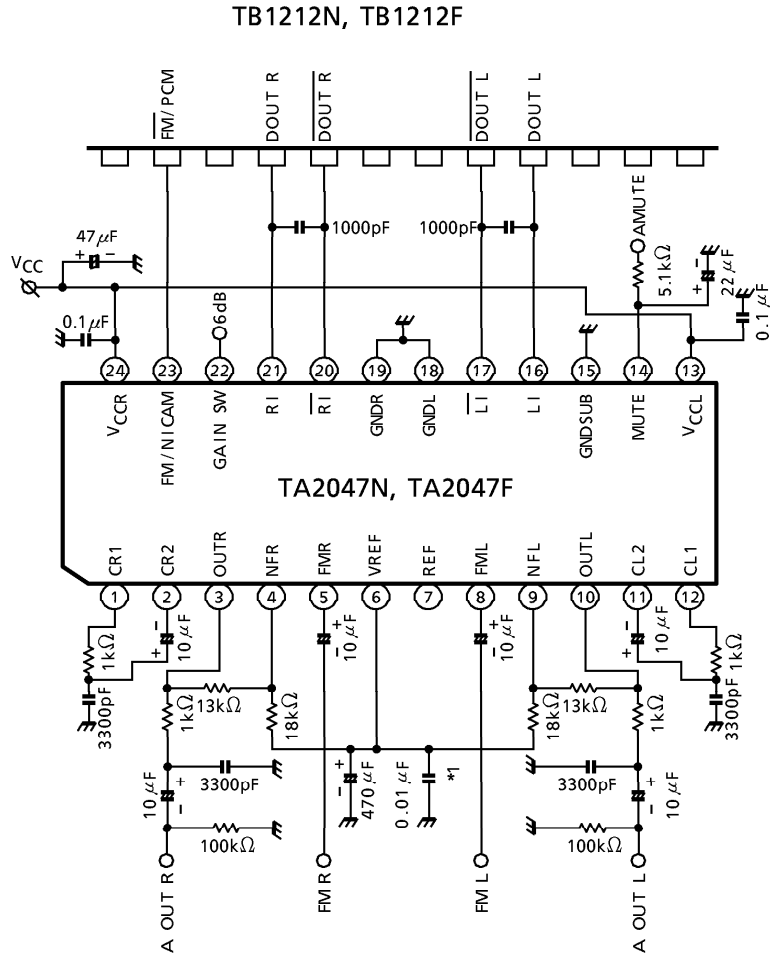 TB1212N, TB1212F
FM/PCM
DOUT R
DOUT R
DOUT L
DOUT L
1000pF
1000pF
AMUTE
47μF
+ -
VCC
5.1kΩ
- +
22μF
0.1μF
0.1μF
6dB
24 23 22 21 20 19 18 17 16 15 14 13
VCCR
FM/NICAM
GAIN SW
RI
RI
GNDR
GNDL
LI
LI
GNDSUB
MUTE
VCCL
TA2047N, TA2047F
CR1
CR2
OUTR
NFR
FMR
VREF
REF
FML
NFL
OUTL
CL2
CL1
1 2 3 4 5 6 7 8 9 10 11 12
1kΩ
- +
10μF
+ -
10μF
+ -
10μF
- +
10μF
1kΩ
3300pF
1kΩ
13kΩ
18kΩ
18kΩ
13kΩ
1kΩ
3300pF
+ -
470μF
0.01μF
*1
3300pF
3300pF
10μF
+ -
+ -
10μF
100kΩ
100kΩ
A OUT R
FM R
FM L
A OUT L